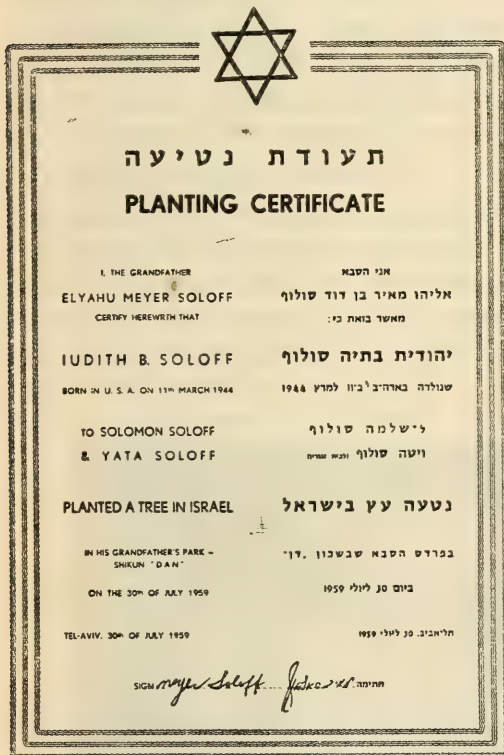 תעודת נטיעה
PLANTING CERTIFICATE
I, THE GRANDFATHER
ELYAHU MEYER SOLOFF
CERTIFY HEREWITH THAT
IUDITH B. SOLOFF
BORN IN U. S. A. ON 11th MARCH 1944
TO SOLOMON SOLOFF
& YATA SOLOFF
PLANTED A TREE IN ISRAEL
IN HIS GRANDFATHER'S PARK –
SHIKUN "DAN"
ON THE 30th OF JULY 1959
TEL-AVIV, 30th OF JULY 1959
אני הסבא
אליהו מאיר בן דוד סולוף
מאשר בזאת כי:
יהודית בתיה סולוף
שנולדה בארה״ב ב־11 למרץ 1944
ל־שלמה סולוף
ויטה סולוף
נטעה עץ בישראל
בפרדס הסבא שבשכון „דן"
ביום 30 ליולי 1959
תל־אביב, 30 ליולי 1959
SIGN Meyer Soloff
חתימה